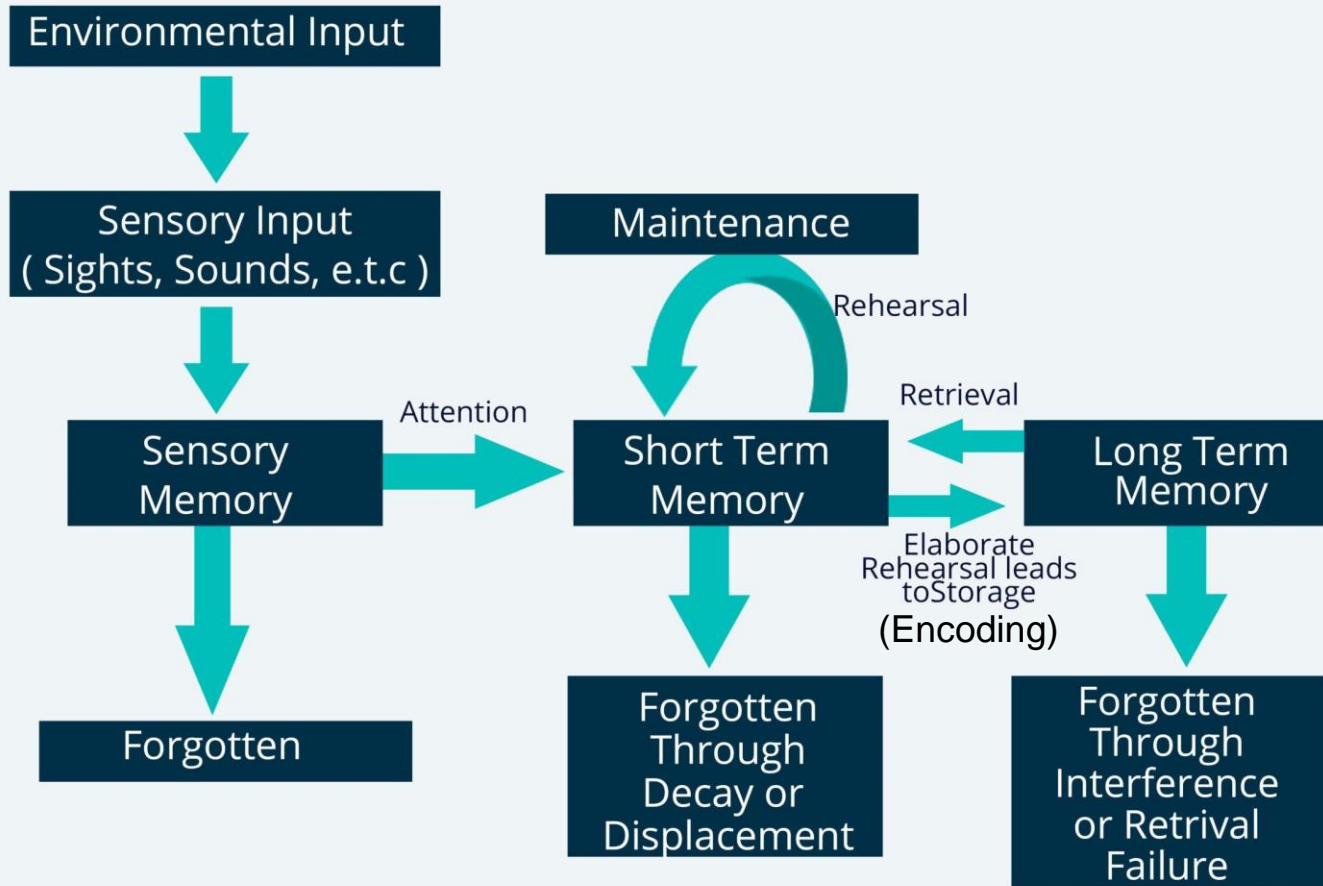 Environmental Input
Sensory Input
( Sights, Sounds, e.t.c )
Maintenance
Rehearsal
Attention
Retrieval
Sensory
Memory
Short Term
Memory
Long Term
Memory
Elaborate
Rehearsal leads
toStorage
(Encoding)
Forgotten
Forgotten
Through
Decay or
Displacement
Forgotten
Through
Interference
or Retrival
Failure